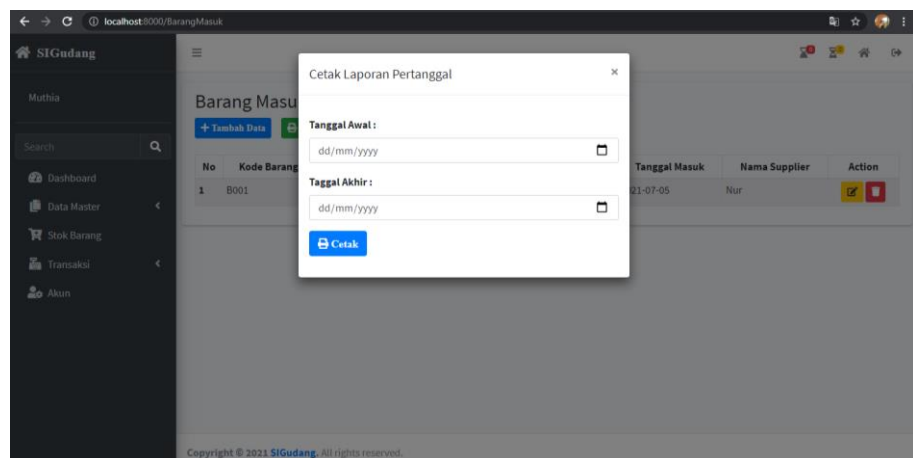 localhost:8000/BarangMasuk
SIGudang
Muthia
Search
Dashboard
Data Master
Stok Barang
Transaksi
Akun
Barang Masu
+ Tambah Data
Cetak Laporan Pertanggal ×
Tanggal Awal :
dd/mm/yyyy
Taggal Akhir :
dd/mm/yyyy
Cetak
No Kode Barang Tanggal Masuk Nama Supplier Action
1 B001 21-07-05 Nur
Copyright © 2021 SIGudang. All rights reserved.